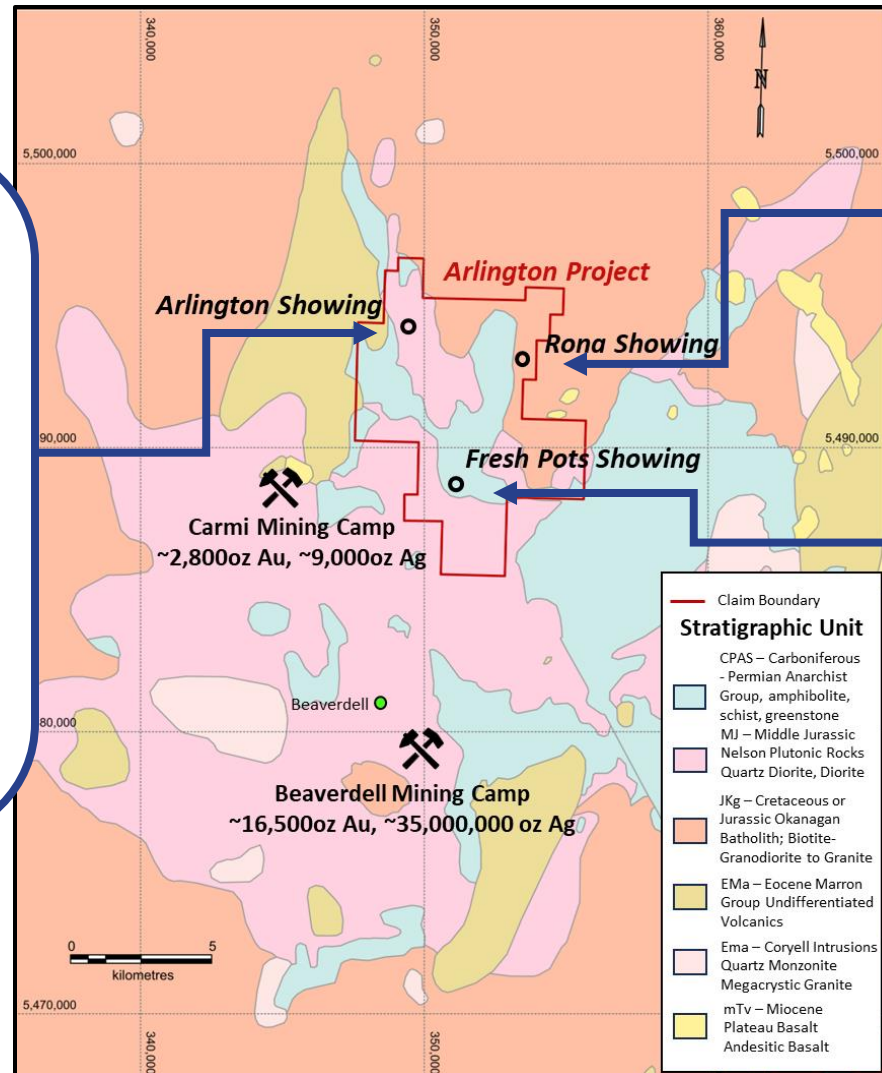 340,000
350,000
360,000
N
5,500,000
5,500,000
Arlington Project
Arlington Showing
Rona Showing
90,000
5,490,000
Fresh Pots Showing
Carmi Mining Camp
~2,800oz Au, ~9,000oz Ag
Claim Boundary
Stratigraphic Unit
CPAS – Carboniferous
- Permian Anarchist
Group, amphibolite,
schist, greenstone
MJ – Middle Jurassic
Nelson Plutonic Rocks
Quartz Diorite, Diorite
JKg – Cretaceous or
Jurassic Okanagan
Batholith; Biotite-
Granodiorite to Granite
EMa – Eocene Marron
Group Undifferentiated
Volcanics
Ema – Coryell Intrusions
Quartz Monzonite
Megacrystic Granite
mTv – Miocene
Plateau Basalt
Andesitic Basalt
Beaverdell
80,000
Beaverdell Mining Camp
~16,500oz Au, ~35,000,000 oz Ag
0 5
kilometres
5,470,000
340,000
350,000